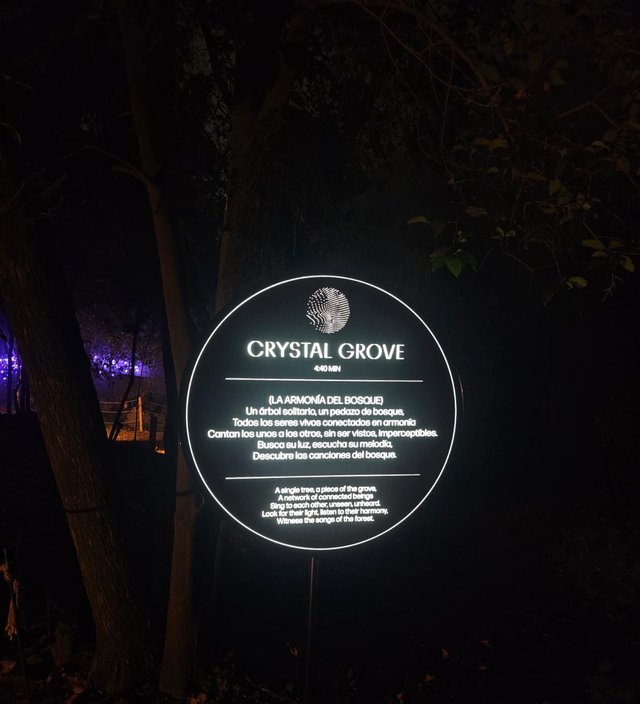 CRYSTAL GROVE
4:40 MIN
(LA ARMONÍA DEL BOSQUE)
Un árbol solitario, un pedazo de bosque,
Todos los seres vivos conectados en armonía
Cantan los unos a los otros, sin ser vistos, imperceptibles.
Busca su luz, escucha su melodía,
Descubre las canciones del bosque.
A single tree, a piece of the grove,
A network of connected beings
Sing to each other, unseen, unheard.
Look for their light, listen to their harmony,
Witness the songs of the forest.